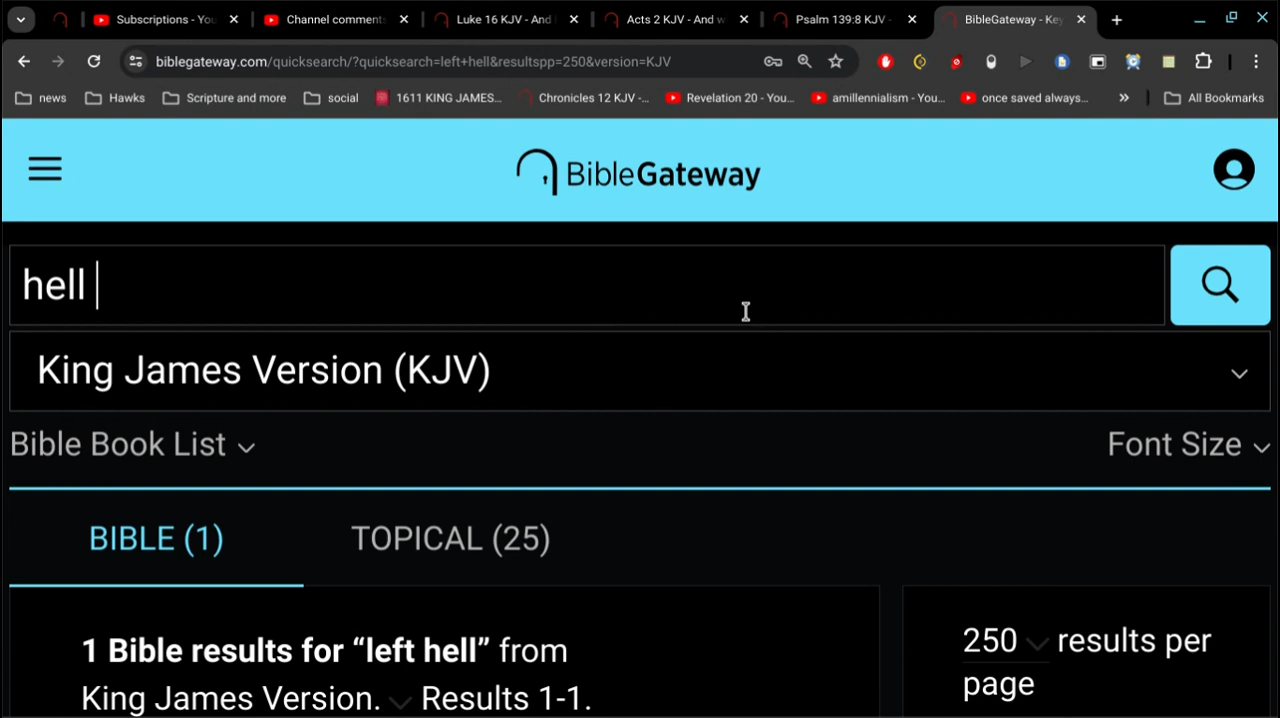 Subscriptions - You
Channel comments
Luke 16 KJV - And
Acts 2 KJV - And w
Psalm 139:8 KJV -
BibleGateway - Key
biblegateway.com/quicksearch/?quicksearch=left+hell&resultspp=250&version=KJV
news
Hawks
Scripture and more
social
1611 KING JAMES...
Chronicles 12 KJV -...
Revelation 20 - You...
amillennialism - You...
once saved always...
»
All Bookmarks
BibleGateway
hell
King James Version (KJV)
Bible Book List
Font Size
BIBLE (1)
TOPICAL (25)
1 Bible results for “left hell” from
King James Version. Results 1-1.
250 results per
page